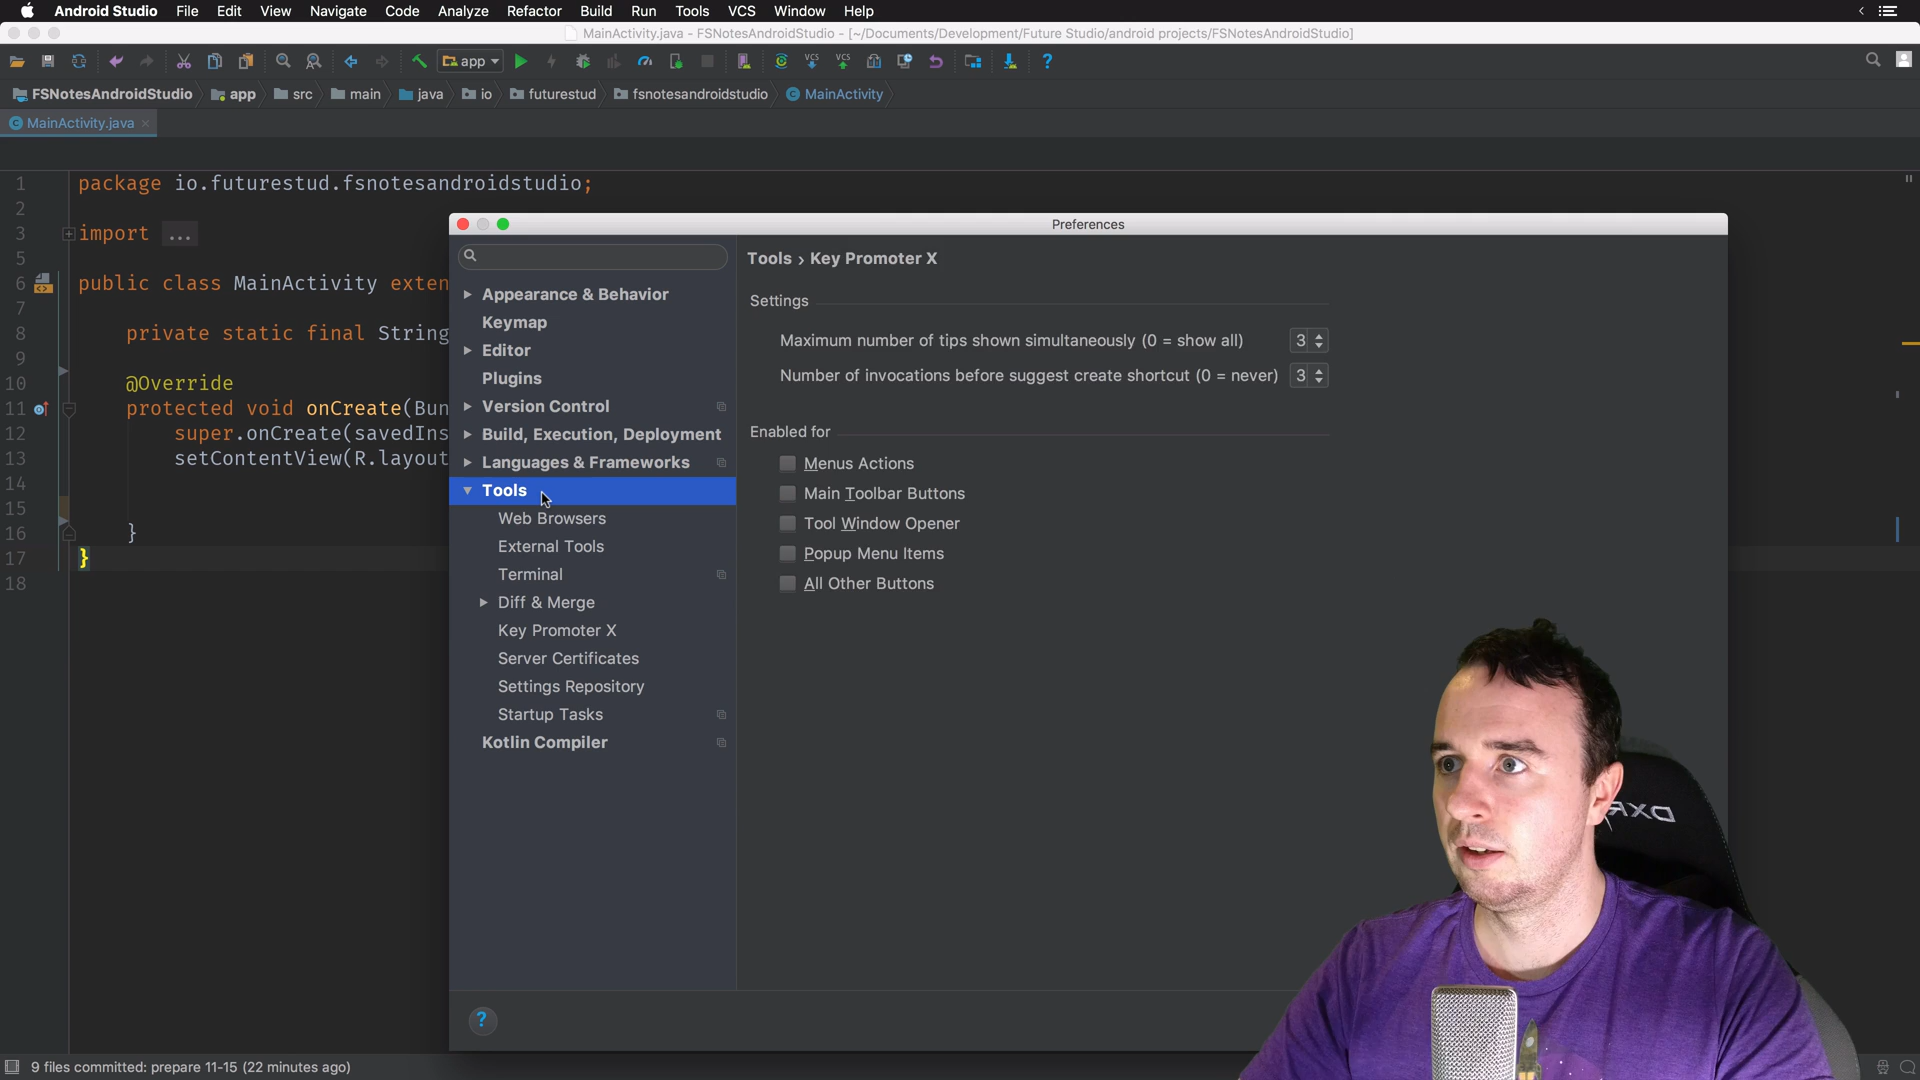 Android Studio File Edit View Navigate Code Analyze Refactor Build Run Tools VCS Window Help
MainActivity.java - FSNotesAndroidStudio - [~/Documents/Development/Future Studio/android projects/FSNotesAndroidStudio]
app VCS VCS ?
FSNotesAndroidStudio app src main java io futurestud fsnotesandroidstudio MainActivity
MainActivity.java
1 package io.futurestud.fsnotesandroidstudio;
2
3 import ...
5
6 public class MainActivity exten
7
8 private static final String
9
10 @Override
11 protected void onCreate(Bun
12 super.onCreate(savedIns
13 setContentView(R.layout
14
15
16 }
17 }
18
Preferences
Appearance & Behavior
Keymap
Editor
Plugins
Version Control
Build, Execution, Deployment
Languages & Frameworks
Tools
Web Browsers
External Tools
Terminal
Diff & Merge
Key Promoter X
Server Certificates
Settings Repository
Startup Tasks
Kotlin Compiler
?
Tools › Key Promoter X
Settings
Maximum number of tips shown simultaneously (0 = show all) 3
Number of invocations before suggest create shortcut (0 = never) 3
Enabled for
Menus Actions
Main Toolbar Buttons
Tool Window Opener
Popup Menu Items
All Other Buttons
9 files committed: prepare 11-15 (22 minutes ago)